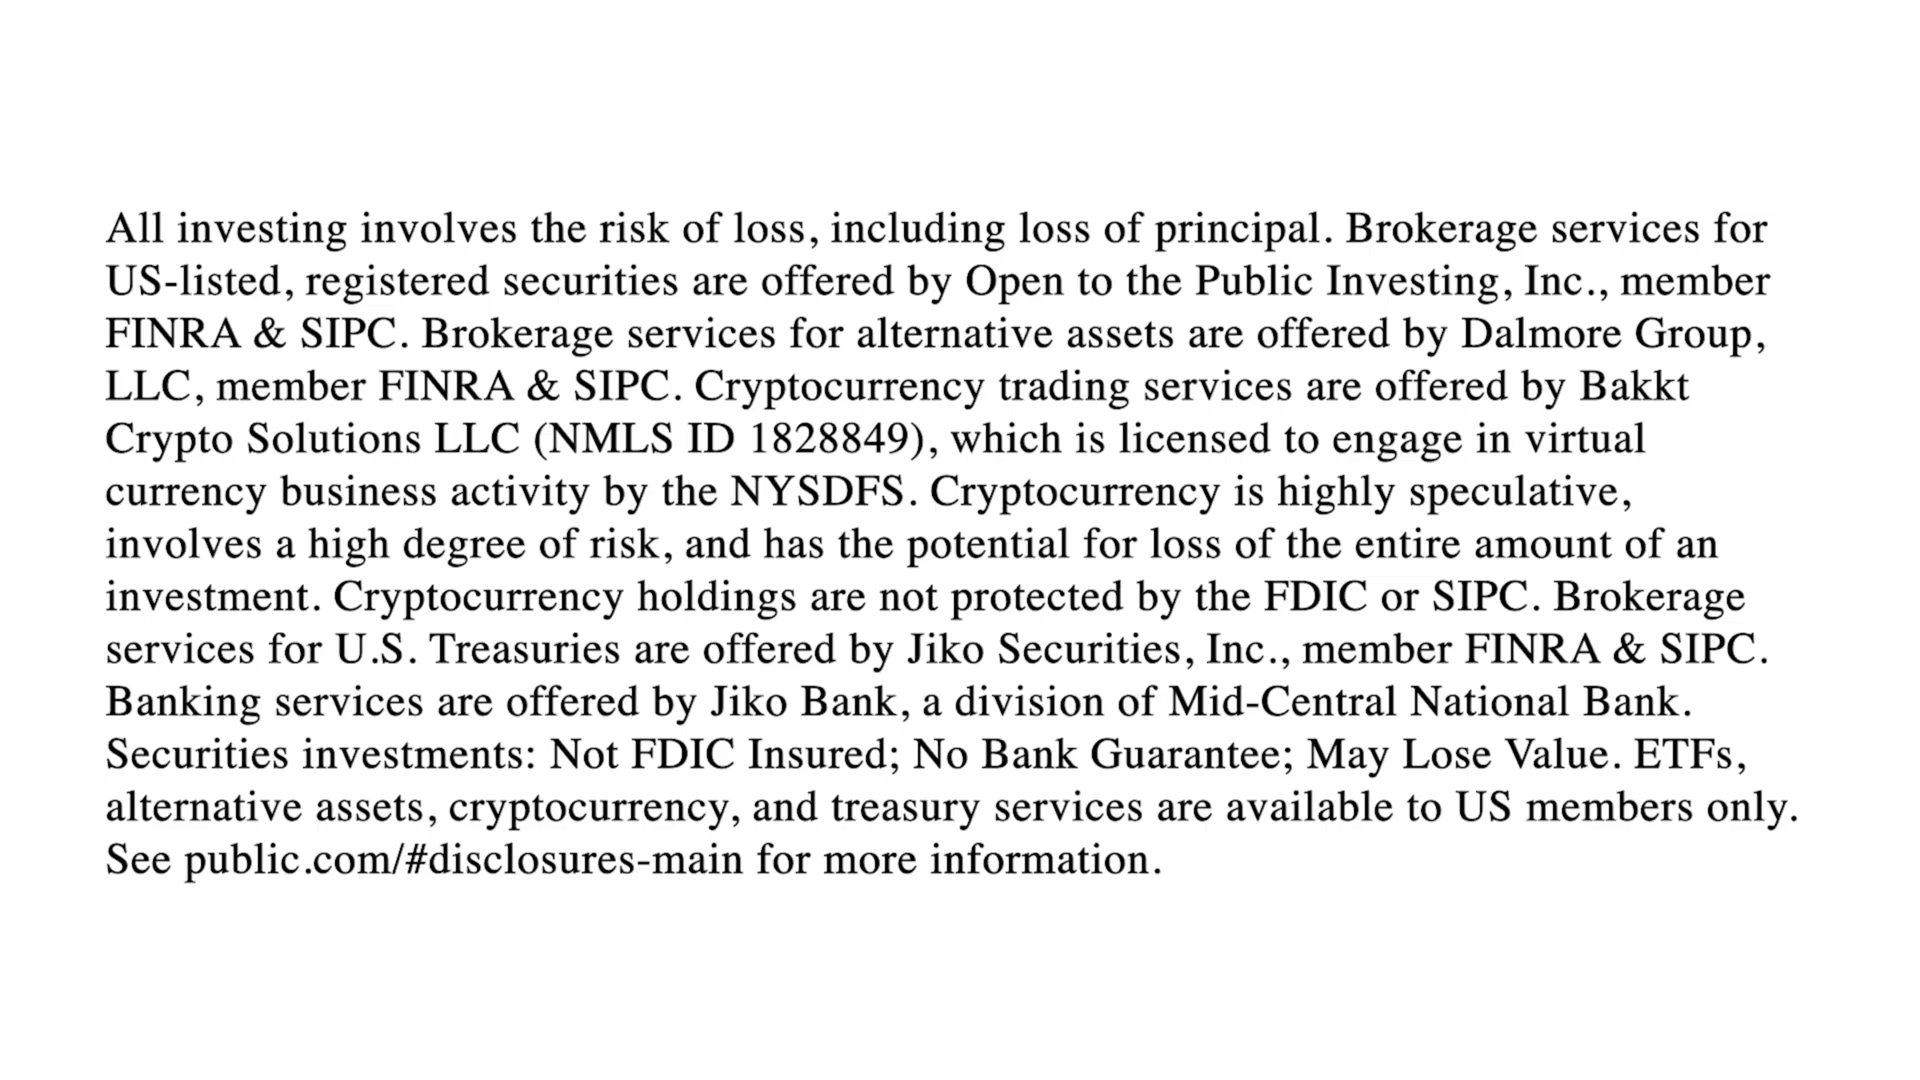 All investing involves the risk of loss, including loss of principal. Brokerage services for
US-listed, registered securities are offered by Open to the Public Investing, Inc., member
FINRA & SIPC. Brokerage services for alternative assets are offered by Dalmore Group,
LLC, member FINRA & SIPC. Cryptocurrency trading services are offered by Bakkt
Crypto Solutions LLC (NMLS ID 1828849), which is licensed to engage in virtual
currency business activity by the NYSDFS. Cryptocurrency is highly speculative,
involves a high degree of risk, and has the potential for loss of the entire amount of an
investment. Cryptocurrency holdings are not protected by the FDIC or SIPC. Brokerage
services for U.S. Treasuries are offered by Jiko Securities, Inc., member FINRA & SIPC.
Banking services are offered by Jiko Bank, a division of Mid-Central National Bank.
Securities investments: Not FDIC Insured; No Bank Guarantee; May Lose Value. ETFs,
alternative assets, cryptocurrency, and treasury services are available to US members only.
See public.com/#disclosures-main for more information.